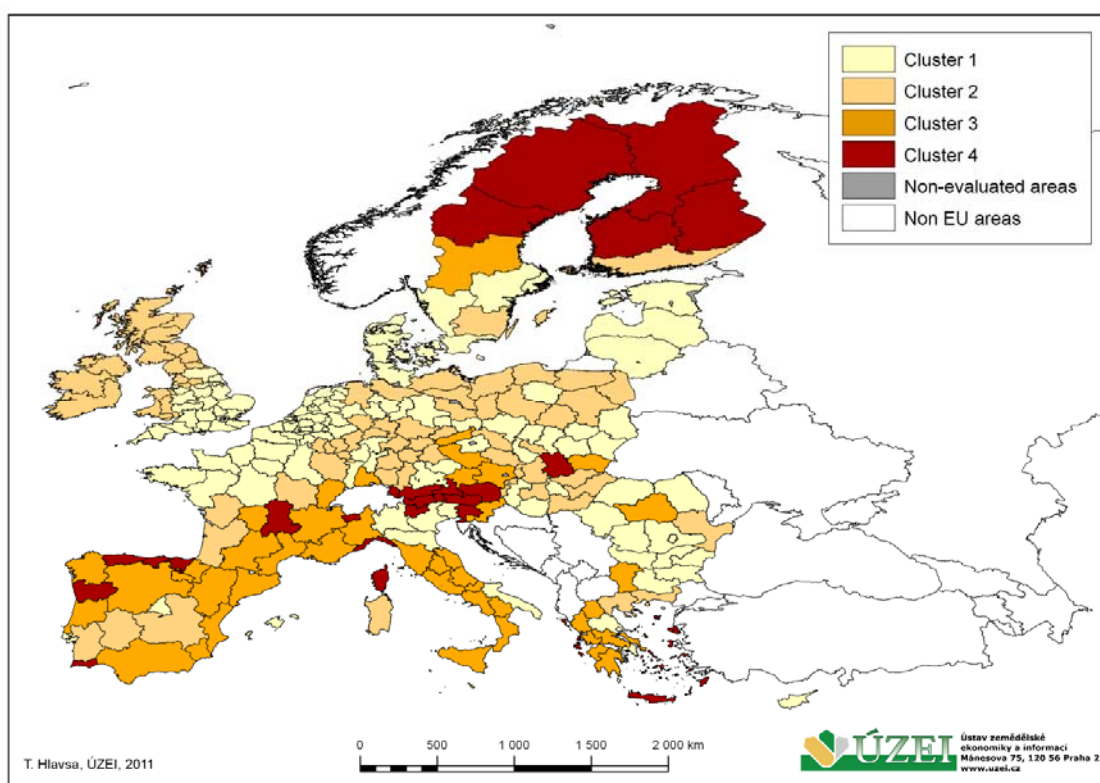 Cluster 1
Cluster 2
Cluster 3
Cluster 4
Non-evaluated areas
Non EU areas
0 500 1 000 1 500 2 000 km
T. Hlavsa, ÚZEI, 2011
ÚZEI
Ústav zemědělské
ekonomiky a informací
Mánesova 75, 120 56 Praha 2
www.uzei.cz